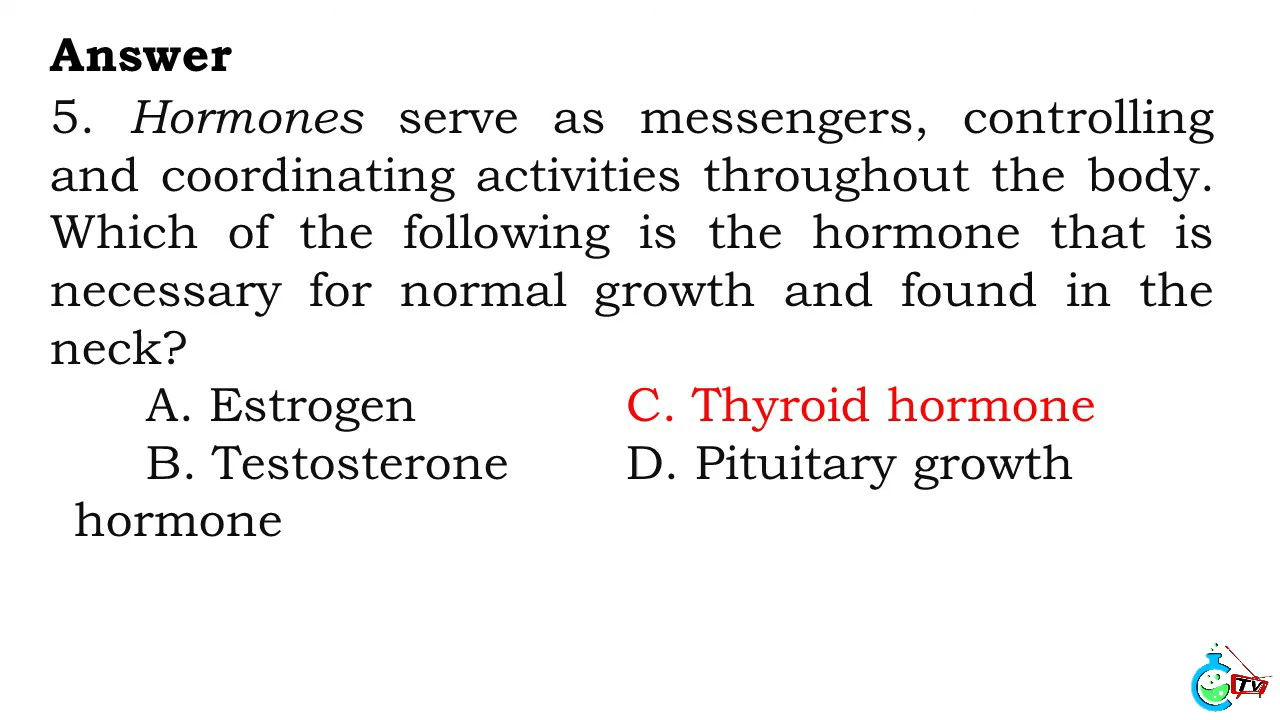 Answer
5. Hormones serve as messengers, controlling
and coordinating activities throughout the body.
Which of the following is the hormone that is
necessary for normal growth and found in the
neck?
A. Estrogen C. Thyroid hormone
B. Testosterone D. Pituitary growth
hormone
TV